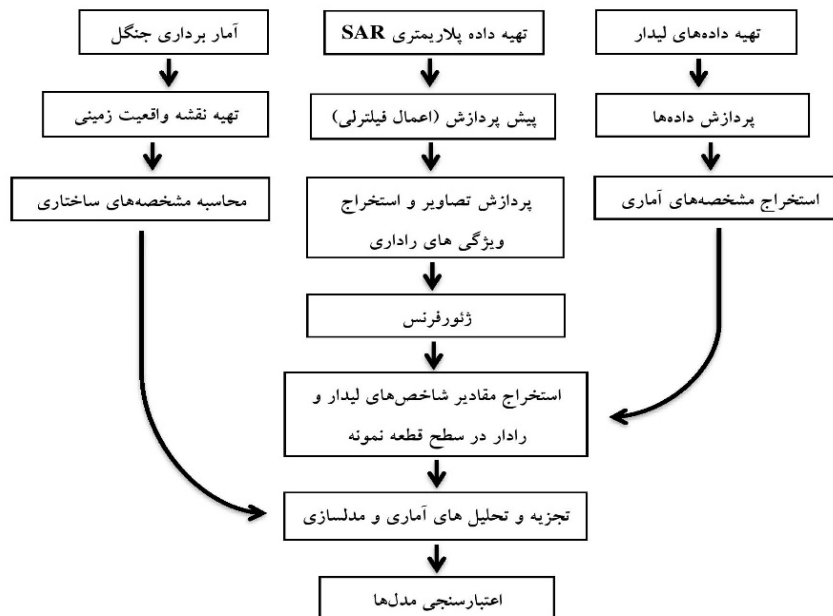 تهیه داده‌های لیدار
تهیه داده پلاریمتری SAR
آمار برداری جنگل
پردازش داده‌ها
پیش پردازش (اعمال فیلترلی)
تهیه نقشه واقعیت زمینی
استخراج مشخصه‌های آماری
پردازش تصاویر و استخراج
ویژگی های راداری
محاسبه مشخصه‌های ساختاری
ژئورفرنس
استخراج مقادیر شاخص‌های لیدار و
رادار در سطح قطعه نمونه
تجزیه و تحلیل های آماری و مدلسازی
اعتبارسنجی مدل‌ها